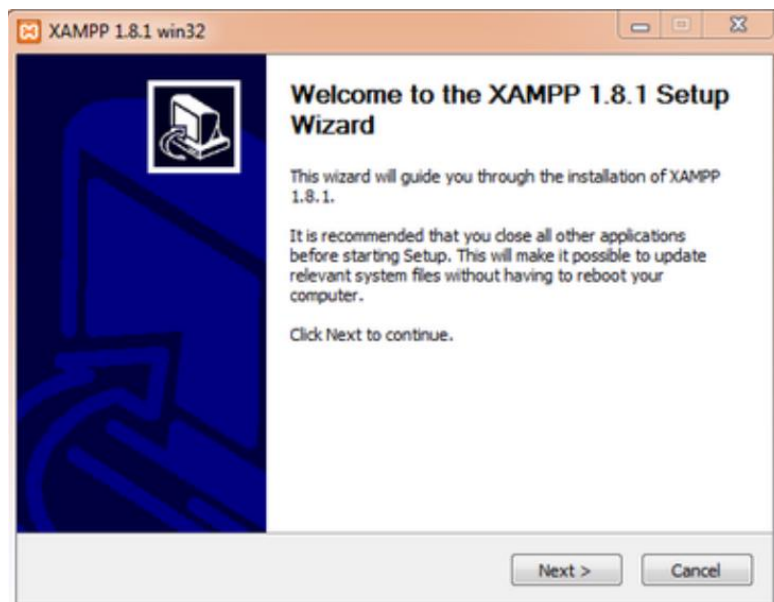 XAMPP 1.8.1 win32
Welcome to the XAMPP 1.8.1 Setup
Wizard
This wizard will guide you through the installation of XAMPP
1.8.1.
It is recommended that you close all other applications
before starting Setup. This will make it possible to update
relevant system files without having to reboot your
computer.
Click Next to continue.
Next >
Cancel